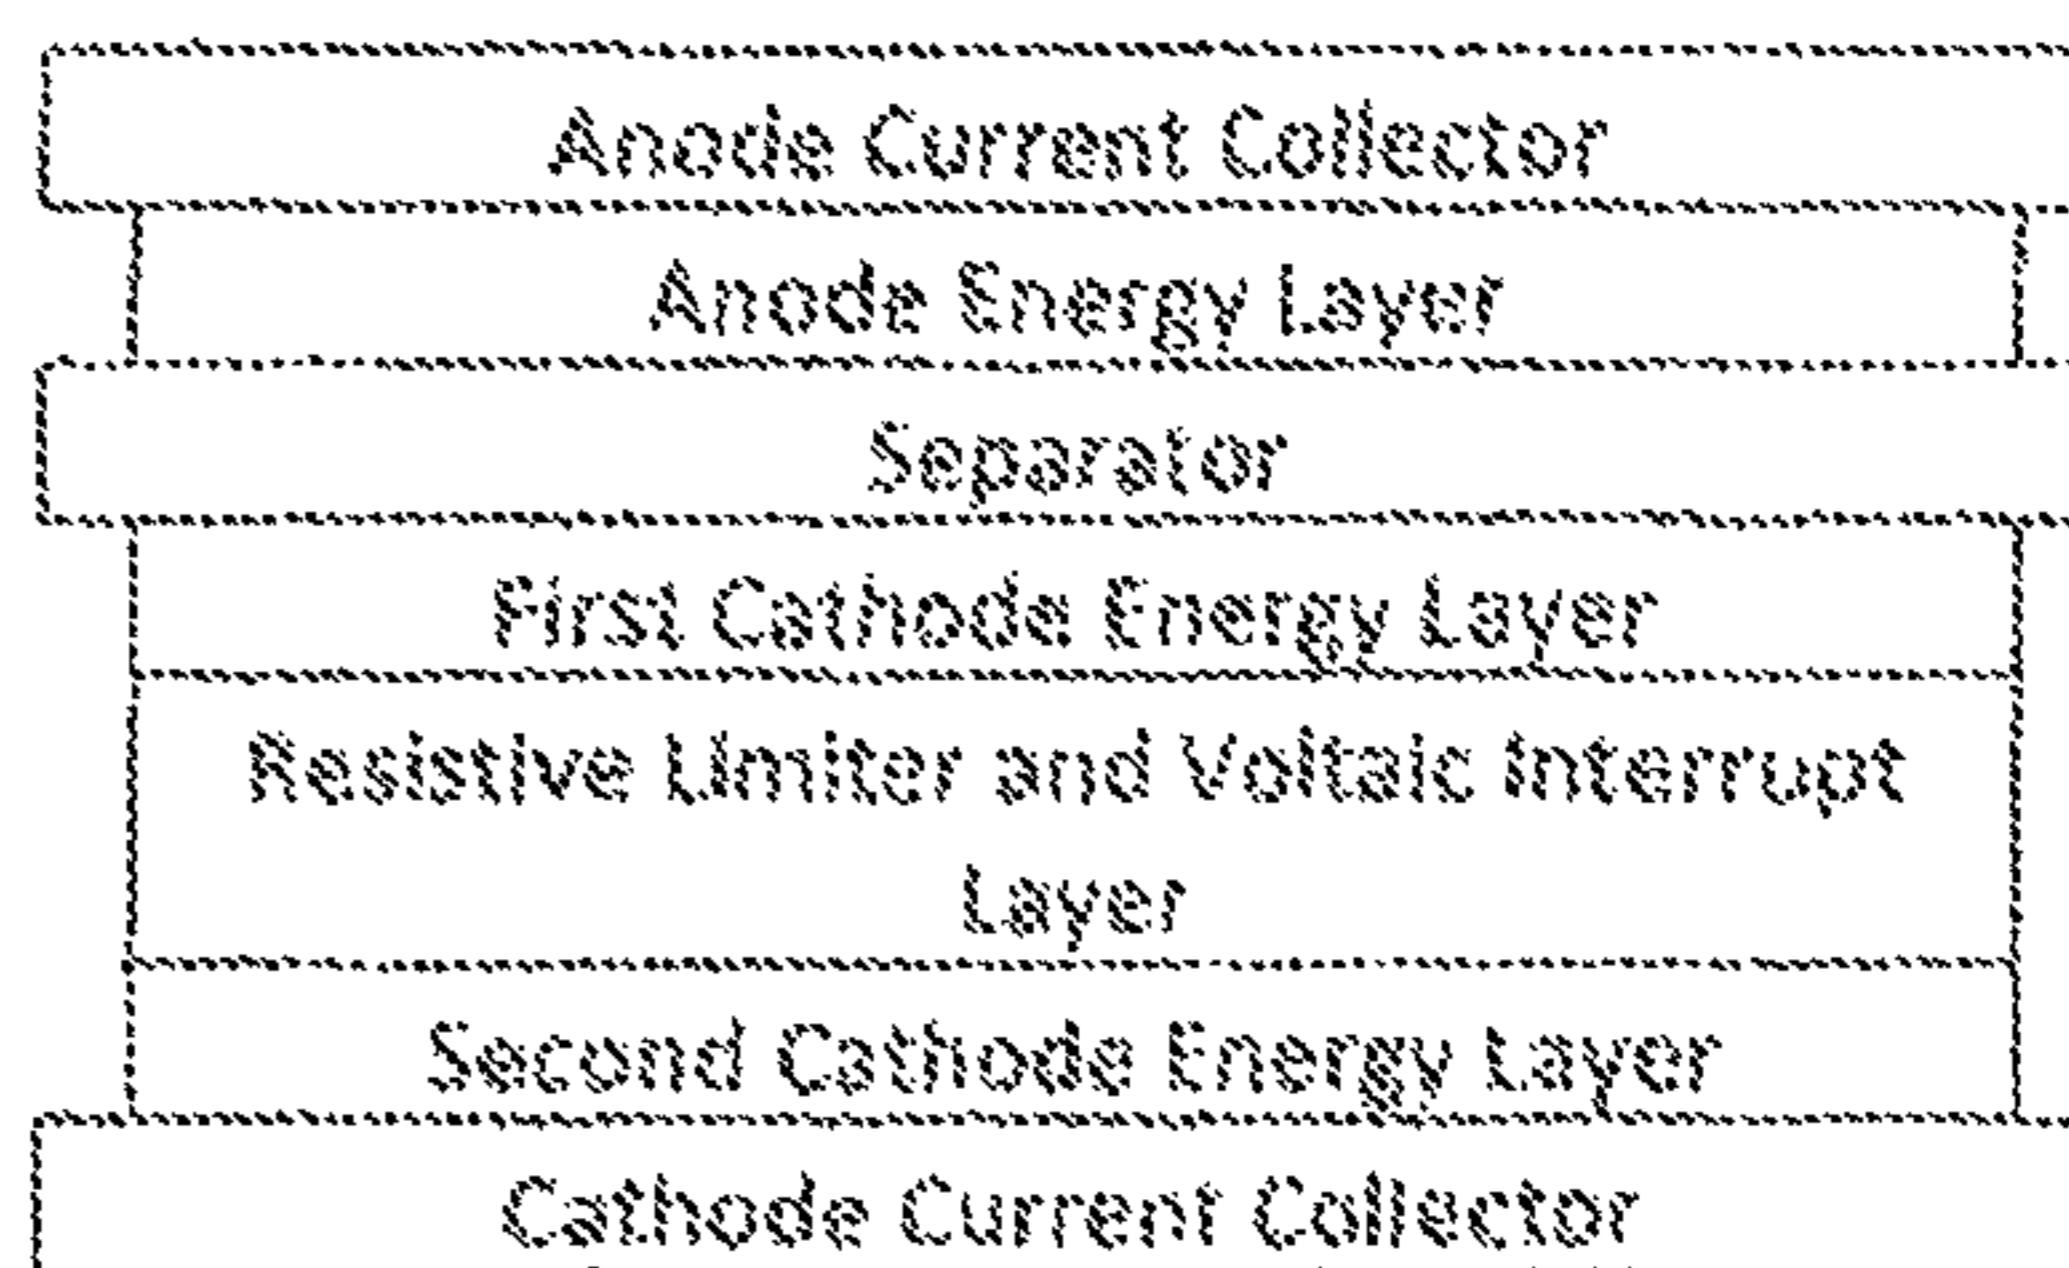 Anode Current Collector
Anode Energy Layer
Separator
First Cathode Energy Layer
Resistive Limiter and Voltaic Interrupt
Layer
Second Cathode Energy Layer
Cathode Current Collector